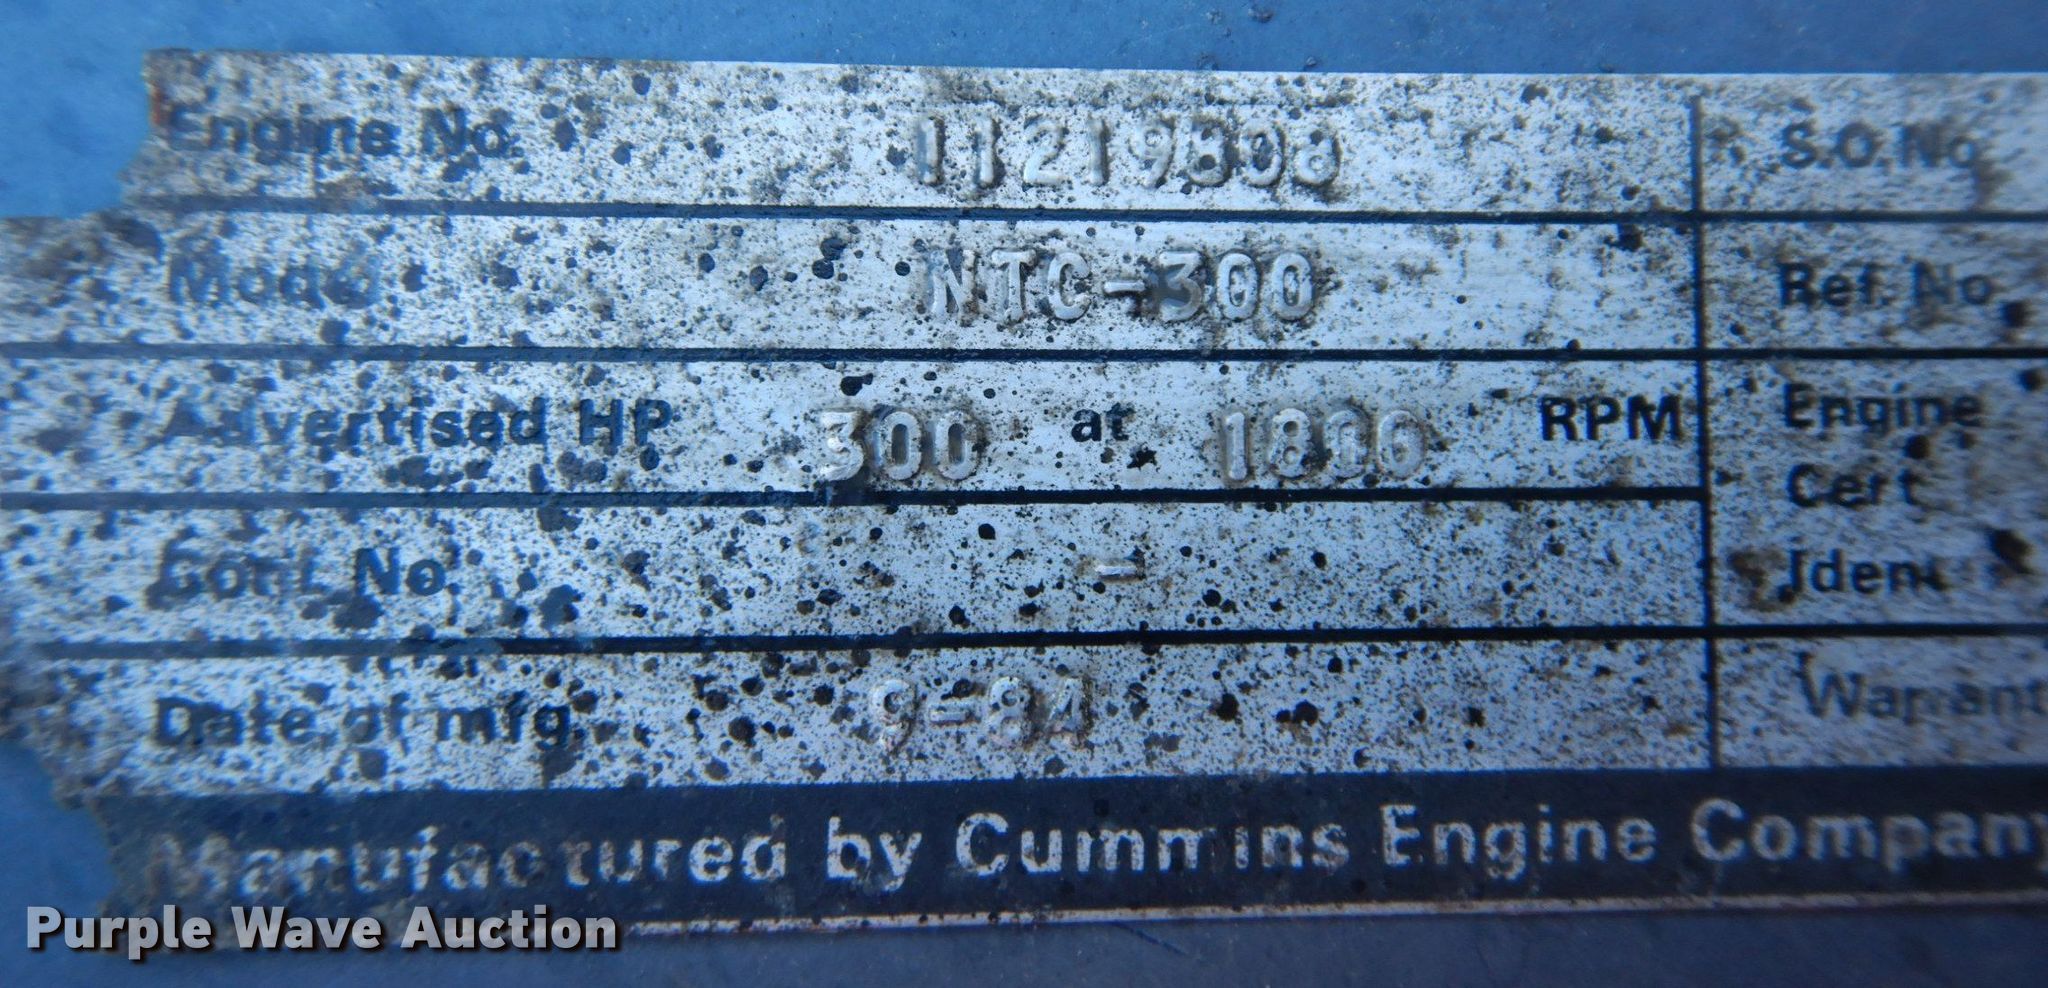 Engine No. 11219808 S.O. No.
Model NTC-300 Ref. No.
Advertised HP 300 at 1800 RPM Engine
Cert
Cont. No. - Ident
Date of mfg. 9-84 Warrant
Manufactured by Cummins Engine Company
Purple Wave Auction